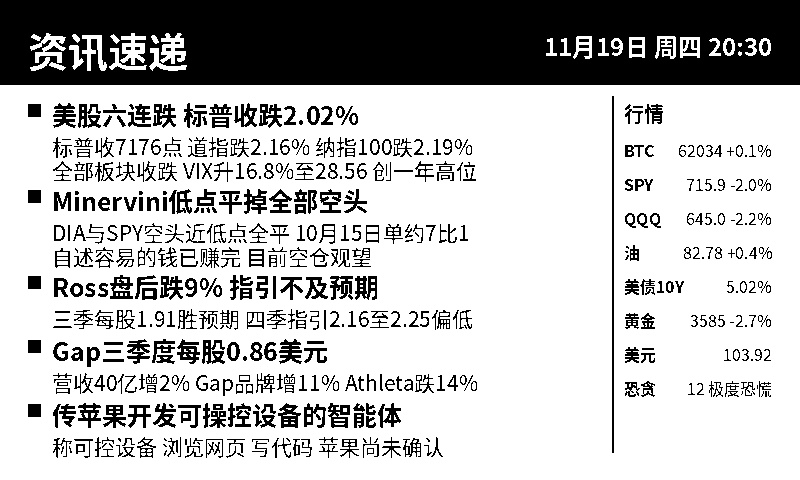 资讯速递
11月19日 周四 20:30
美股六连跌 标普收跌2.02%
标普收7176点 道指跌2.16% 纳指100跌2.19%
全部板块收跌 VIX升16.8%至28.56 创一年高位
Minervini低点平掉全部空头
DIA与SPY空头近低点全平 10月15日单约7比1
自述容易的钱已赚完 目前空仓观望
Ross盘后跌9% 指引不及预期
三季每股1.91胜预期 四季指引2.16至2.25偏低
Gap三季度每股0.86美元
营收40亿增2% Gap品牌增11% Athleta跌14%
传苹果开发可操控设备的智能体
称可控设备 浏览网页 写代码 苹果尚未确认
行情
BTC 62034 +0.1%
SPY 715.9 -2.0%
QQQ 645.0 -2.2%
油 82.78 +0.4%
美债10Y 5.02%
黄金 3585 -2.7%
美元 103.92
恐贪 12 极度恐慌